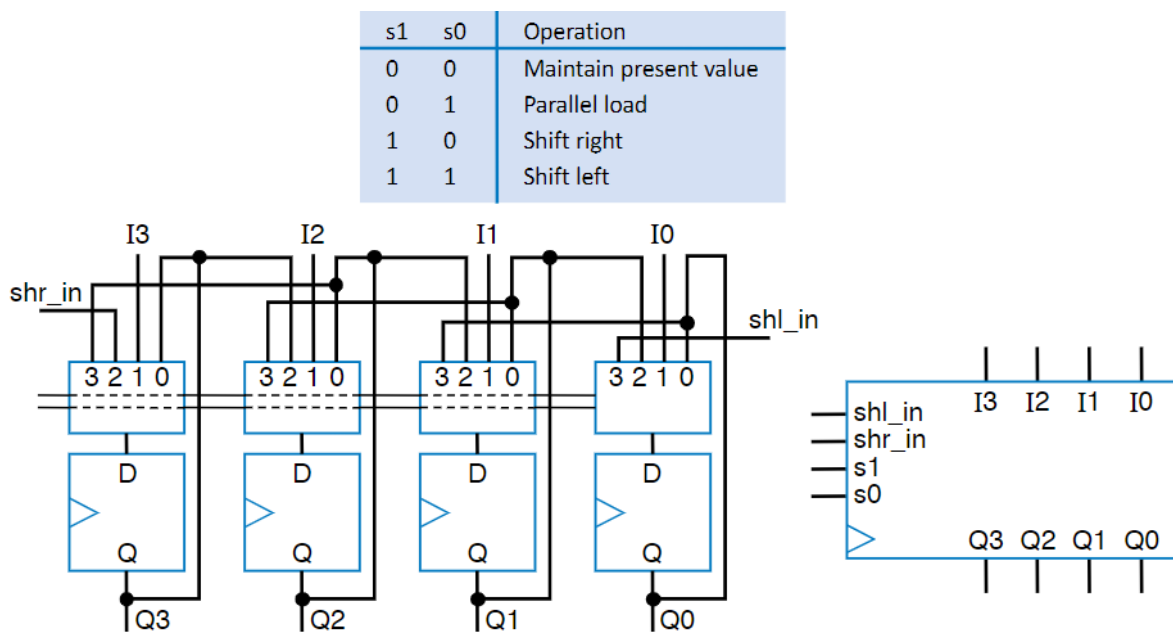 s1 s0 Operation
0 0 Maintain present value
0 1 Parallel load
1 0 Shift right
1 1 Shift left
I3 I2 I1 I0
shr_in
shl_in
3 2 1 0 3 2 1 0 3 2 1 0 3 2 1 0
D D D D
Q Q Q Q
Q3 Q2 Q1 Q0
I3 I2 I1 I0
shl_in
shr_in
s1
s0
Q3 Q2 Q1 Q0